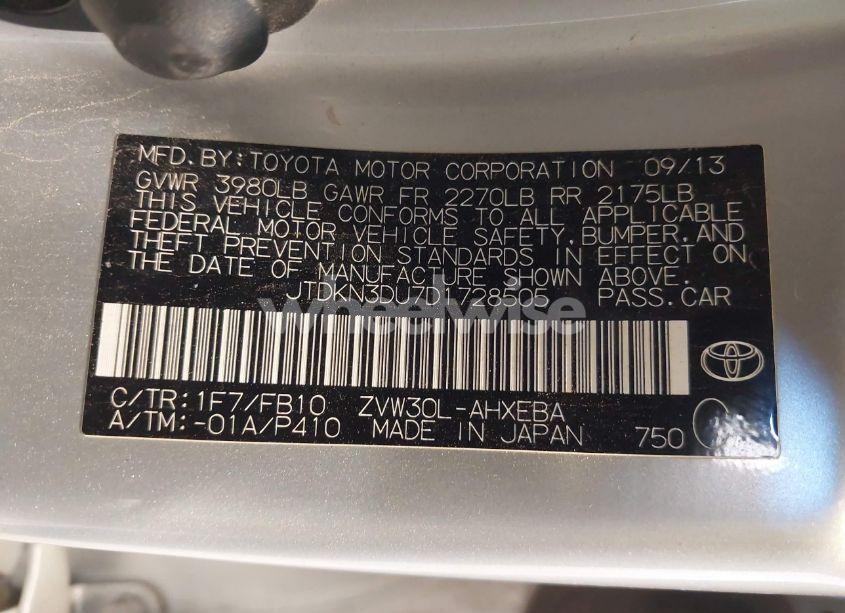 MFD.BY:TOYOTA MOTOR CORPORATION 09/13
GVWR 3980LB GAWR FR 2270LB RR 2175LB
THIS VEHICLE CONFORMS TO ALL APPLICABLE
FEDERAL MOTOR VEHICLE SAFETY,BUMPER,AND
THEFT PREVENTION STANDARDS IN EFFECT ON
THE DATE OF MANUFACTURE SHOWN ABOVE.
JTDKN3DU7D1728505 PASS.CAR
wheelwise
C/TR:1F7/FB10 ZVW30L-AHXEBA
A/TM:-01A/P410 MADE IN JAPAN 750